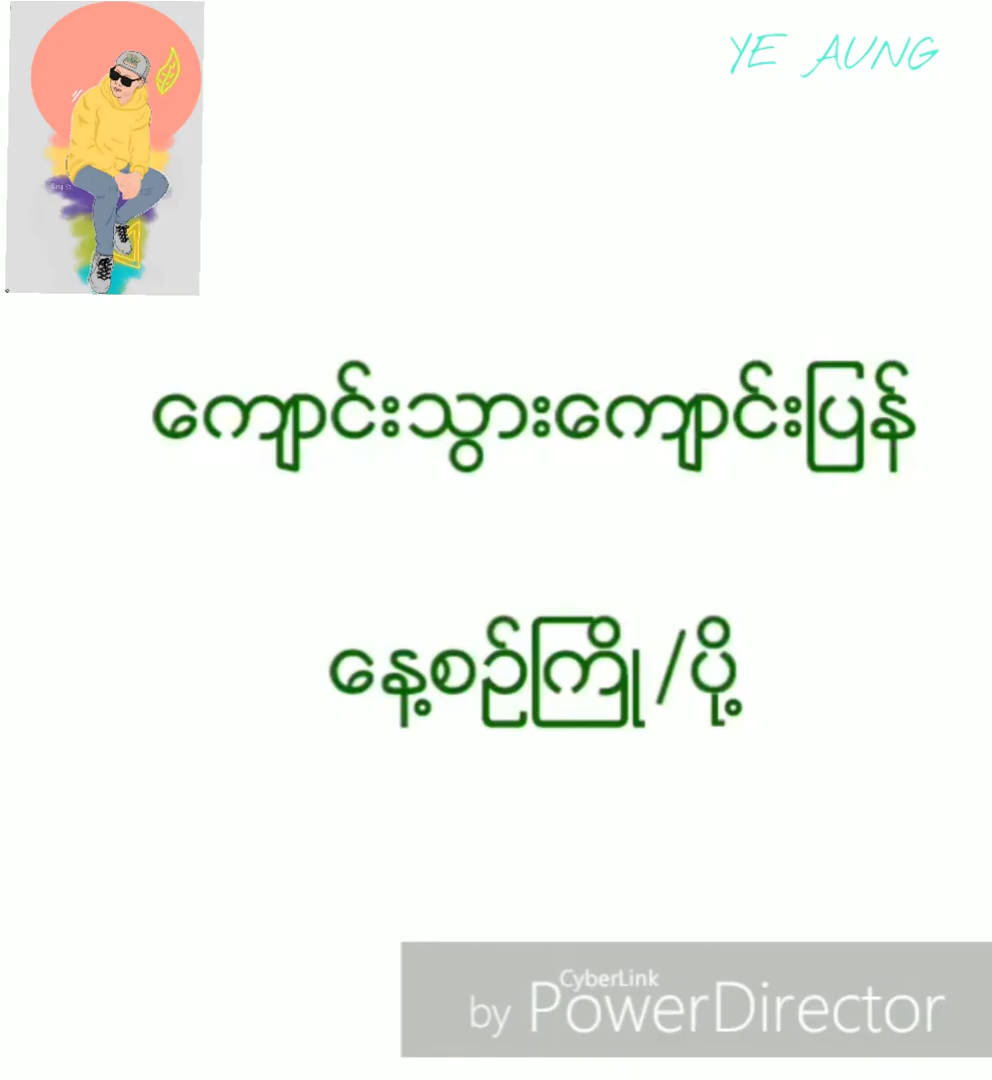 YE AUNG
ကျောင်းသွားကျောင်းပြန်
နေ့စဉ်ကြို/ပို့
CyberLink
by PowerDirector